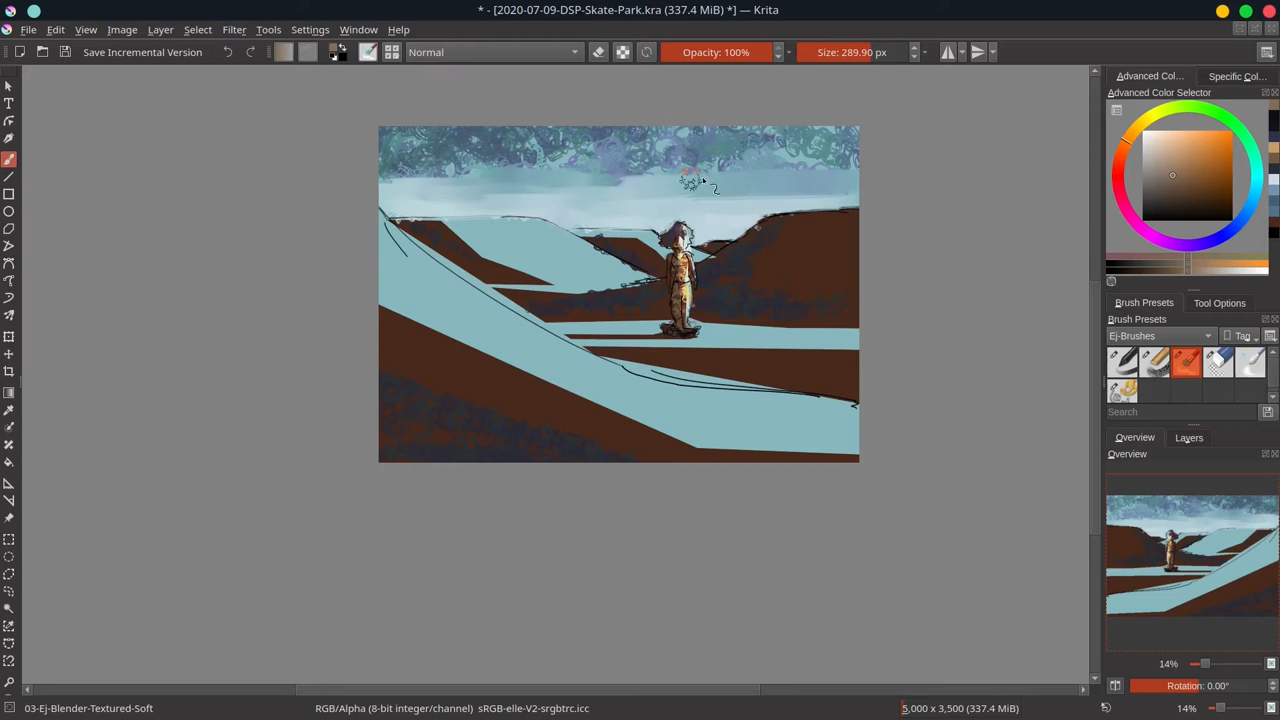 * - [2020-07-09-DSP-Skate-Park.kra (337.4 MiB) *] — Krita
File Edit View Image Layer Select Filter Tools Settings Window Help
Save Incremental Version Normal Opacity: 100% Size: 289.90 px
Advanced Col... Specific Col...
Advanced Color Selector
Brush Presets Tool Options
Brush Presets
Ej-Brushes Tag
Search
Overview Layers
Overview
14%
Rotation: 0.00°
03-Ej-Blender-Textured-Soft RGB/Alpha (8-bit integer/channel) sRGB-elle-V2-srgbtrc.icc 5,000 x 3,500 (337.4 MiB) 14%